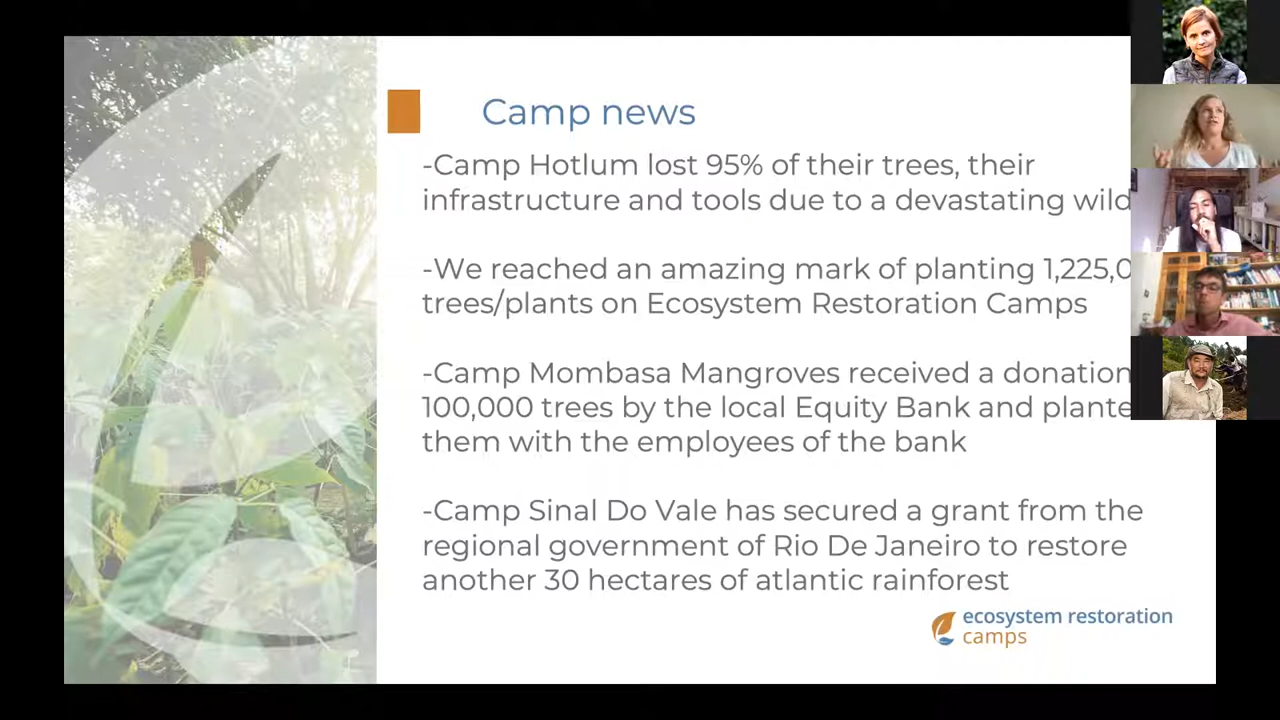 Camp news
-Camp Hotlum lost 95% of their trees, their
infrastructure and tools due to a devastating
-We reached an amazing mark of planting
trees/plants on Ecosystem Restoration Camps
-Camp Mombasa Mangroves received a donation
100,000 trees by the local Equity Bank and
them with the employees of the bank
-Camp Sinal Do Vale has secured a grant from the
regional government of Rio De Janeiro to restore
another 30 hectares of atlantic rainforest
ecosystem restoration
camps